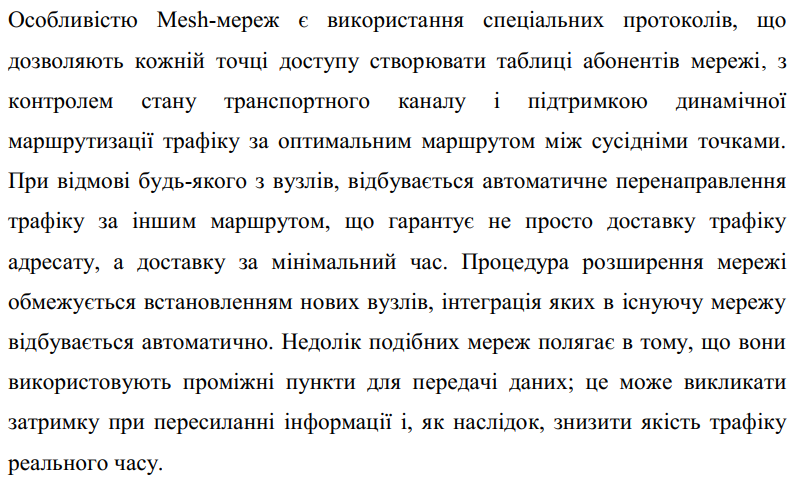 Особливістю Mesh-мереж є використання спеціальних протоколів, що
дозволяють кожній точці доступу створювати таблиці абонентів мережі, з
контролем стану транспортного каналу і підтримкою динамічної
маршрутизації трафіку за оптимальним маршрутом між сусідніми точками.
При відмові будь-якого з вузлів, відбувається автоматичне перенаправлення
трафіку за іншим маршрутом, що гарантує не просто доставку трафіку
адресату, а доставку за мінімальний час. Процедура розширення мережі
обмежується встановленням нових вузлів, інтеграція яких в існуючу мережу
відбувається автоматично. Недолік подібних мереж полягає в тому, що вони
використовують проміжні пункти для передачі даних; це може викликати
затримку при пересиланні інформації і, як наслідок, знизити якість трафіку
реального часу.